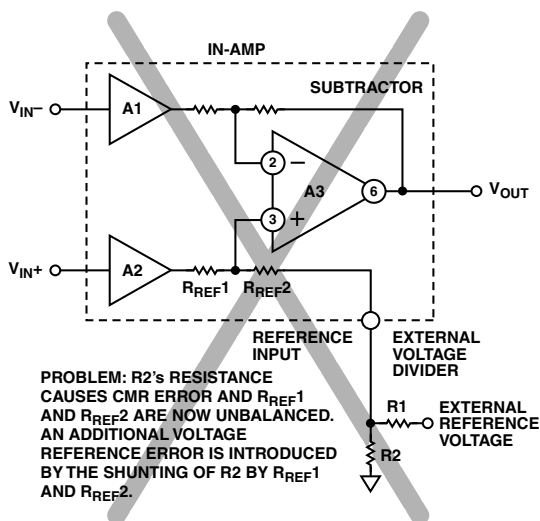 IN-AMP
SUBTRACTOR
VIN– A1
2 –
A3
6
VOUT
3 +
VIN+ A2
RREF1 RREF2
REFERENCE INPUT
EXTERNAL VOLTAGE DIVIDER
PROBLEM: R2's RESISTANCE
CAUSES CMR ERROR AND RREF1
AND RREF2 ARE NOW UNBALANCED.
AN ADDITIONAL VOLTAGE
REFERENCE ERROR IS INTRODUCED
BY THE SHUNTING OF R2 BY RREF1
AND RREF2.
R1
EXTERNAL
REFERENCE
VOLTAGE
R2